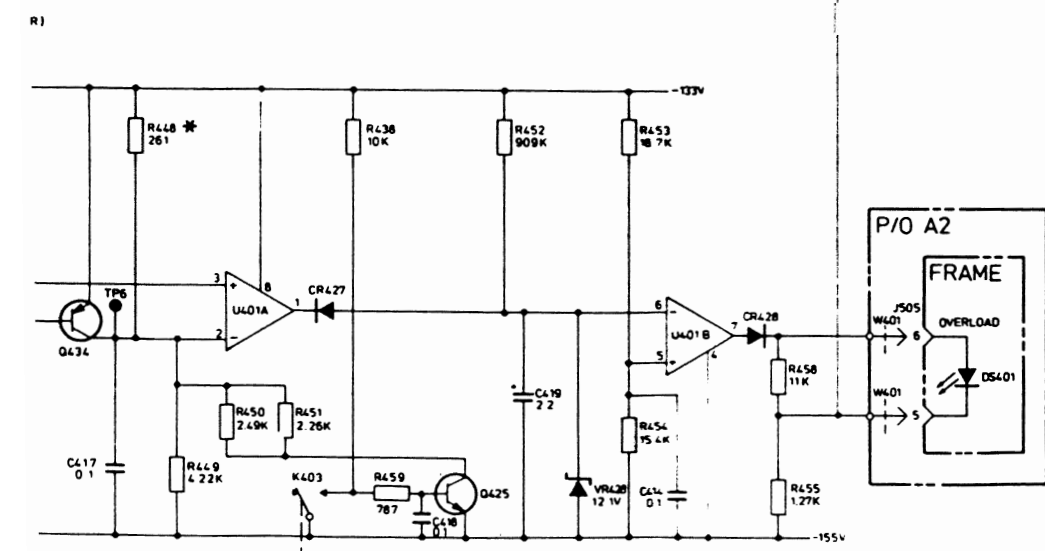 R)
-133V
R448 *
261
R438
10K
R452
909K
R453
18 7K
P/O A2
FRAME
3
+
8
TP6
U401A
1
CR427
2
-
Q434
6
-
U401B
7
CR428
5
+
4
W401
J505
6
OVERLOAD
R458
11K
DS401
W401
5
R450
2.49K
R451
2.26K
C419
2 2
R454
15.4K
C417
0 1
R449
4 22K
K403
R459
787
Q425
C418
0.1
VR428
12 1V
C414
0 1
R455
1.27K
-155V